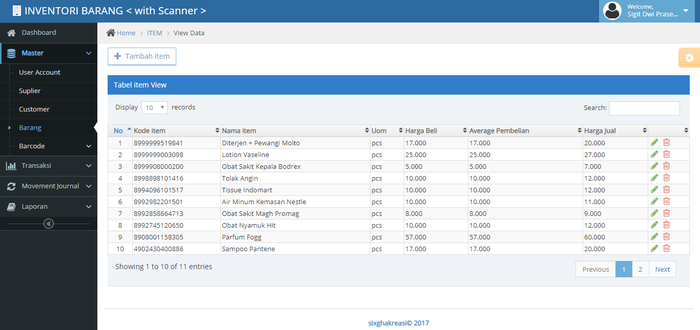 INVENTORI BARANG < with Scanner >
Welcome,
Sigit Dwi Prase...
Dashboard
Master
User Account
Suplier
Customer
Barang
Barcode
Transaksi
Movement Journal
Laporan
Home > ITEM > View Data
+ Tambah Item
Tabel item View
Display 10 records
Search:
No Kode item Nama item Uom Harga Beli Average Pembelian Harga Jual
1 8999999519841 Diterjen + Pewangi Molto pcs 17.000 17.000 20.000
2 8999999003098 Lotion Vaseline pcs 25.000 25.000 27.000
3 8999908000200 Obat Sakit Kepala Bodrex pcs 5.000 5.000 7.000
4 8998898101416 Tolak Angin pcs 10.000 10.000 12.000
5 8994096101517 Tissue Indomart pcs 10.000 10.000 12.000
6 8992982201501 Air Minum Kemasan Nestle pcs 10.000 10.000 11.000
7 8992858664713 Obat Sakit Magh Promag pcs 8.000 8.000 9.000
8 8992745120650 Obat Nyamuk Hit pcs 10.000 10.000 12.000
9 8908001158305 Parfum Fogg pcs 57.000 57.000 60.000
10 4902430400886 Sampoo Pantene pcs 17.000 17.000 20.000
Showing 1 to 10 of 11 entries
Previous 1 2 Next
sixghakreasi© 2017